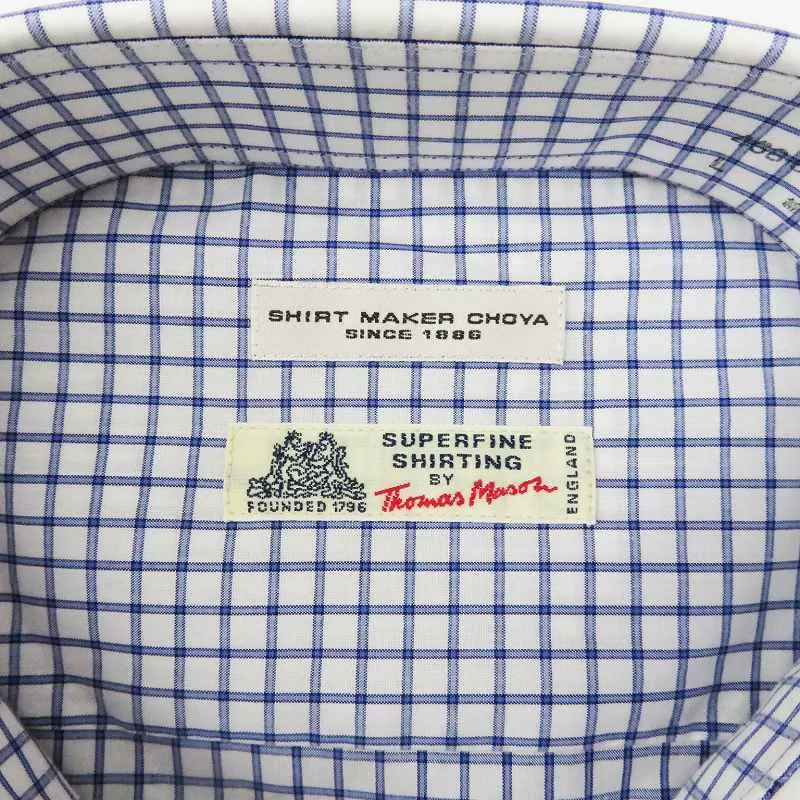 SHIRT MAKER CHOYA
SINCE 1886
SUPERFINE
SHIRTING
BY
Thomas Mason
ENGLAND
FOUNDED 1796